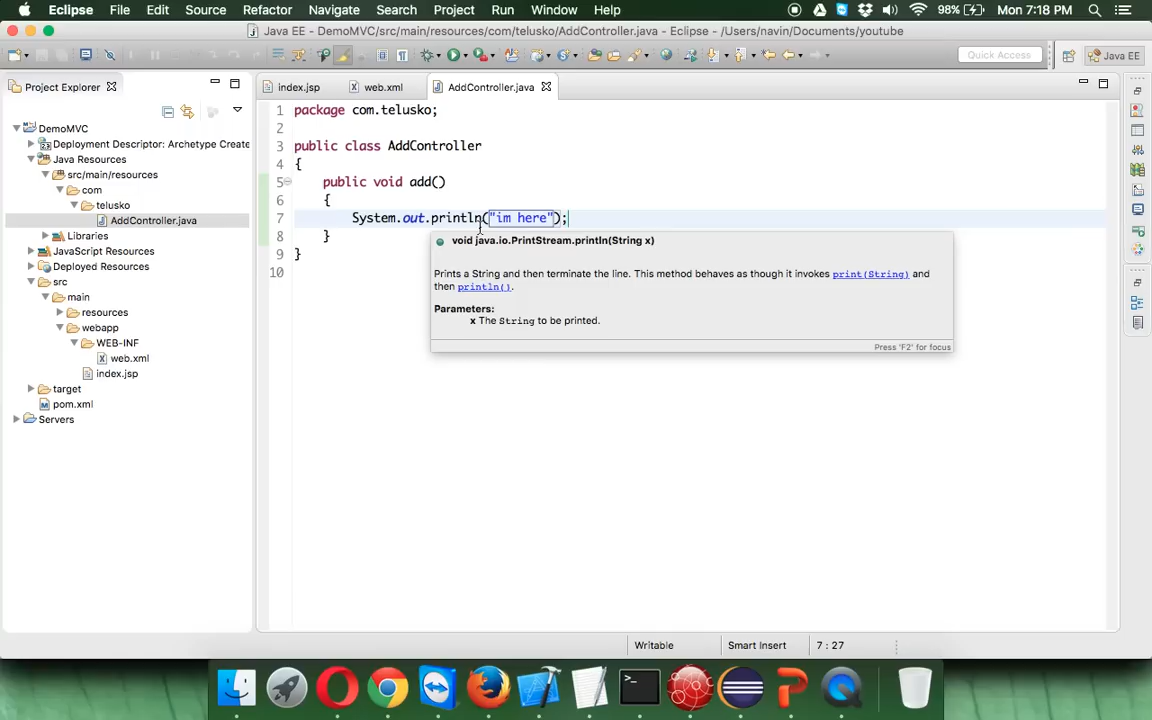 Eclipse File Edit Source Refactor Navigate Search Project Run Window Help 98% Mon 7:18 PM
Java EE - DemoMVC/src/main/resources/com/telusko/AddController.java - Eclipse - /Users/navin/Documents/youtube
Quick Access Java EE
Project Explorer
index.jsp web.xml AddController.java
DemoMVC
Deployment Descriptor: Archetype Create
Java Resources
src/main/resources
com
telusko
AddController.java
Libraries
JavaScript Resources
Deployed Resources
src
main
resources
webapp
WEB-INF
web.xml
index.jsp
target
pom.xml
Servers
1 package com.telusko;
2
3 public class AddController
4 {
5 public void add()
6 {
7 System.out.println("im here");
8 }
9 }
10
void java.io.PrintStream.println(String x)
Prints a String and then terminate the line. This method behaves as though it invokes print(String) and
then println().
Parameters:
x The String to be printed.
Press 'F2' for focus
Writable Smart Insert 7 : 27